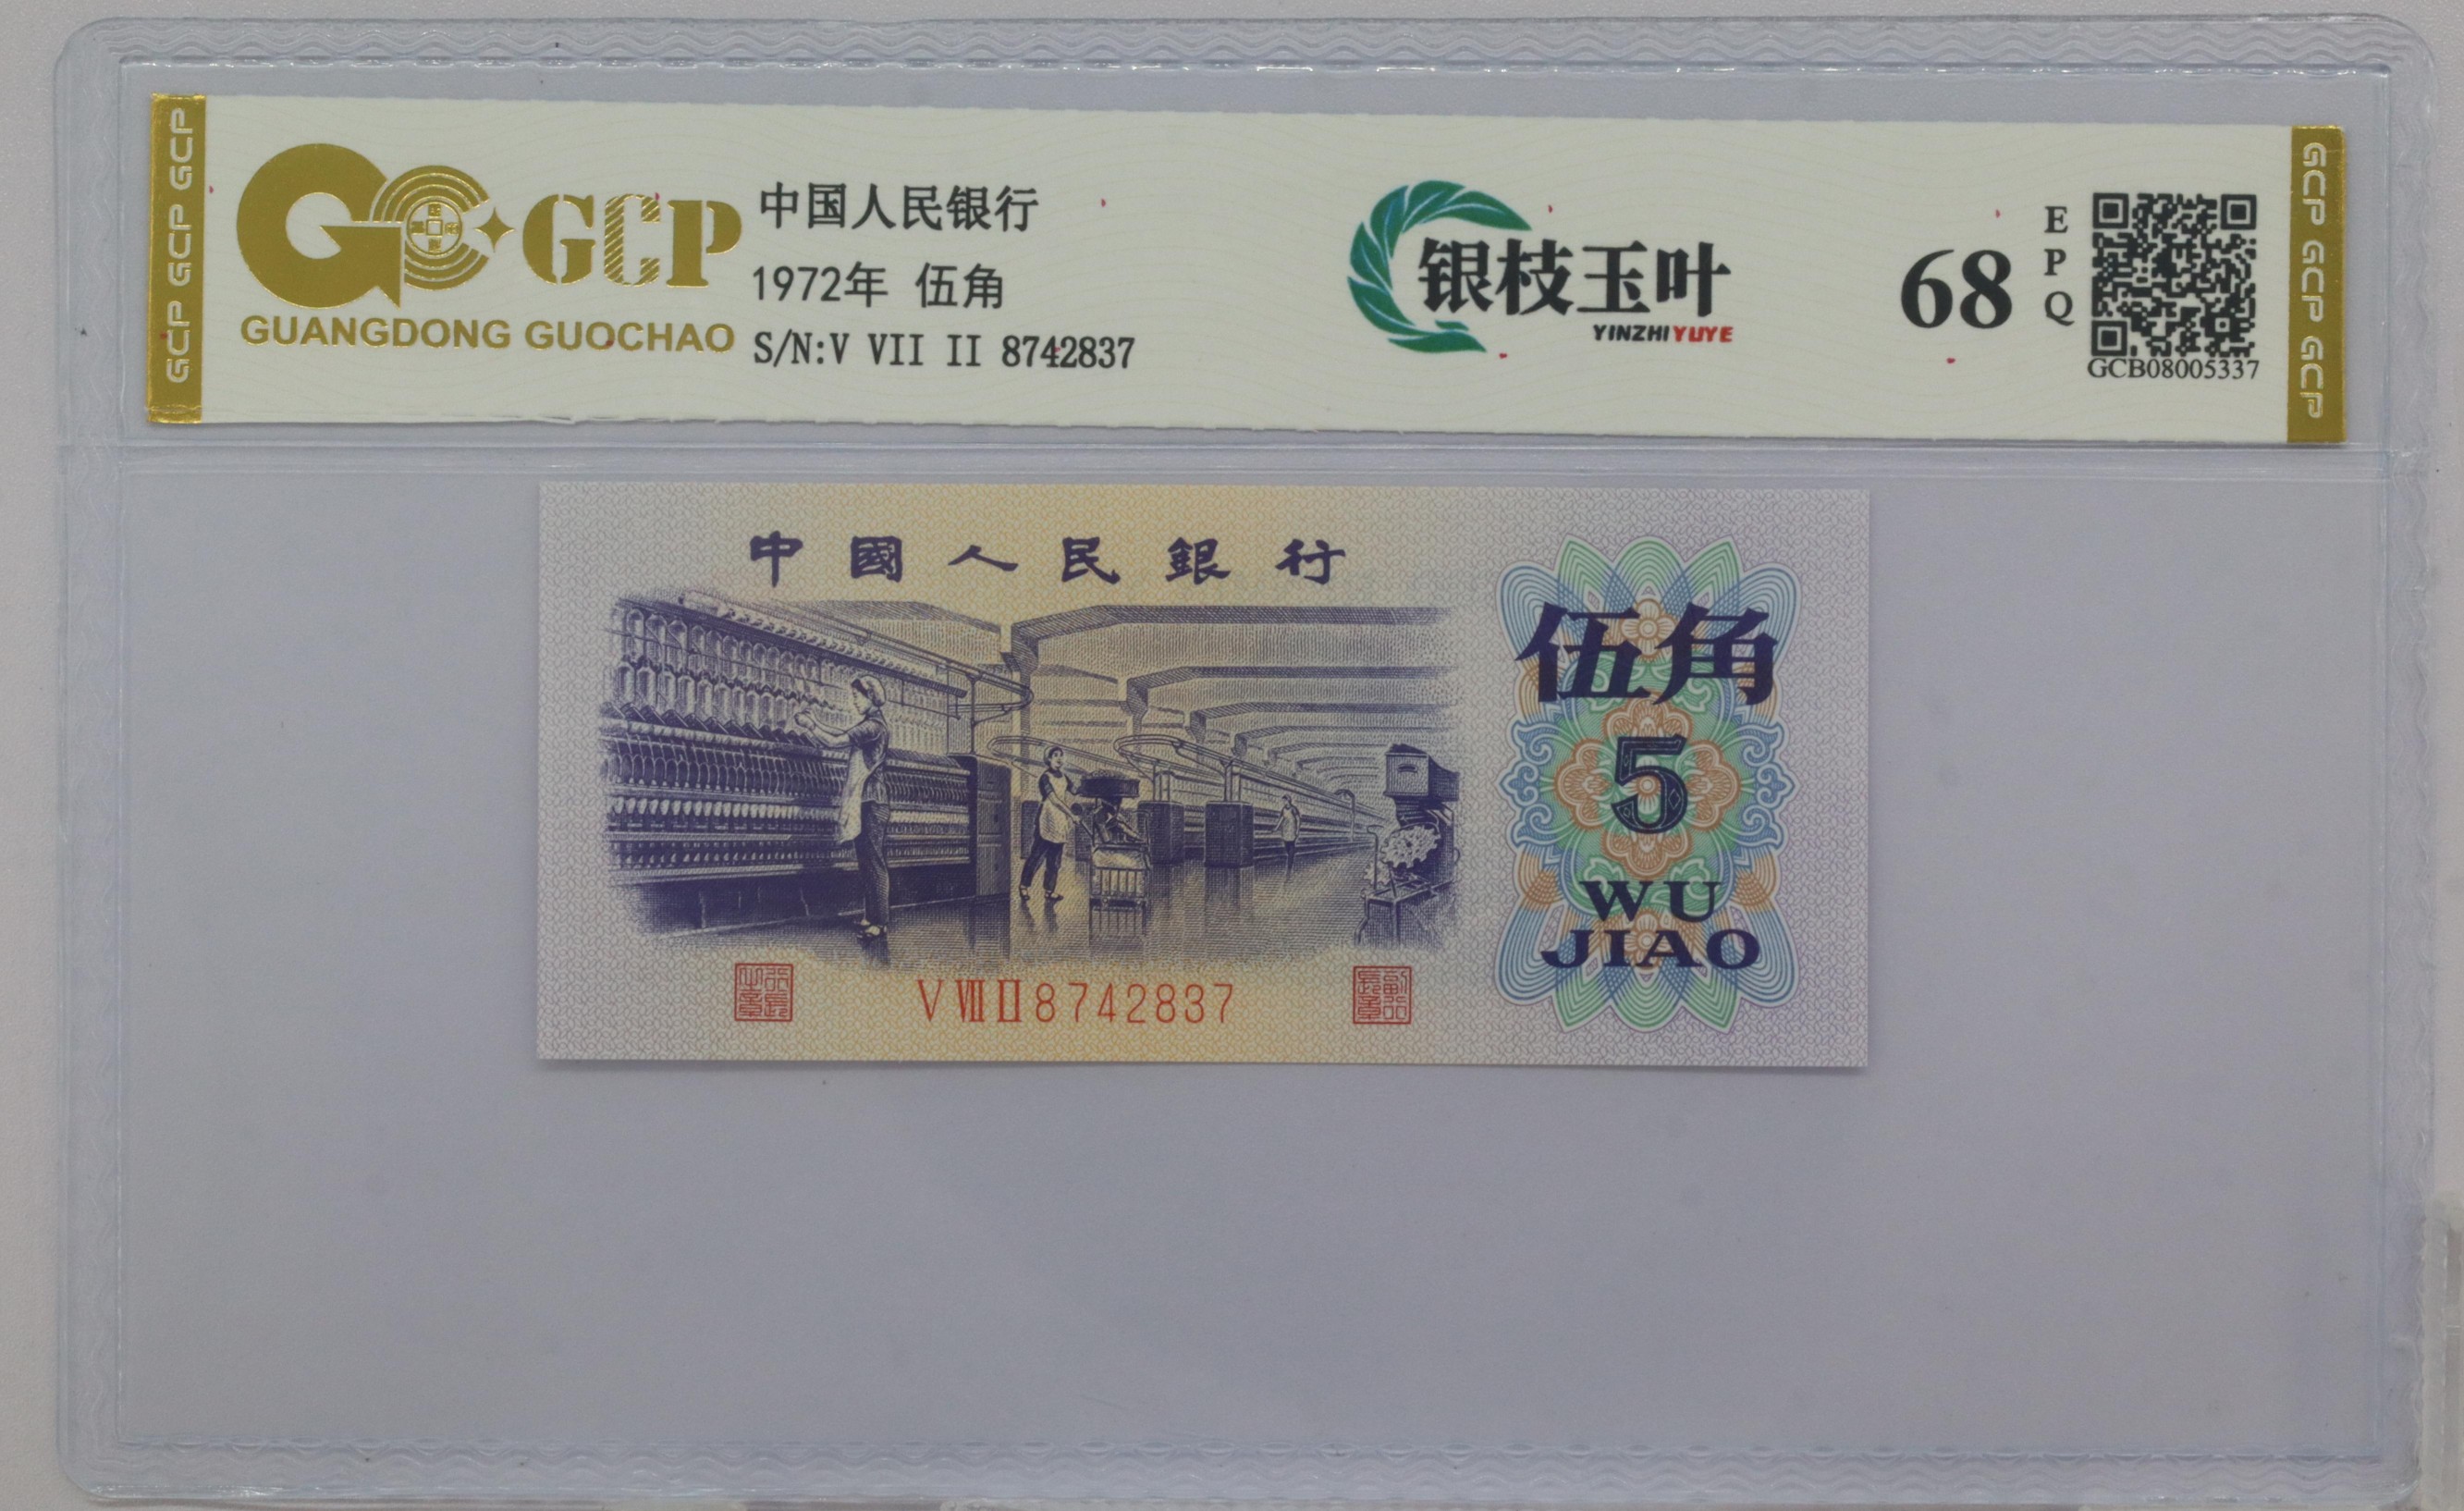 GCP GCP GCP
GCP
GUANGDONG GUOCHAO
中国人民银行
1972年 伍角
S/N:V VII II 8742837
银枝玉叶
YINZHIYUYE
68
EPQ
GCB08005337
GCP GCP GCP
中國人民銀行
伍角
5
WU
JIAO
V VII II 8742837